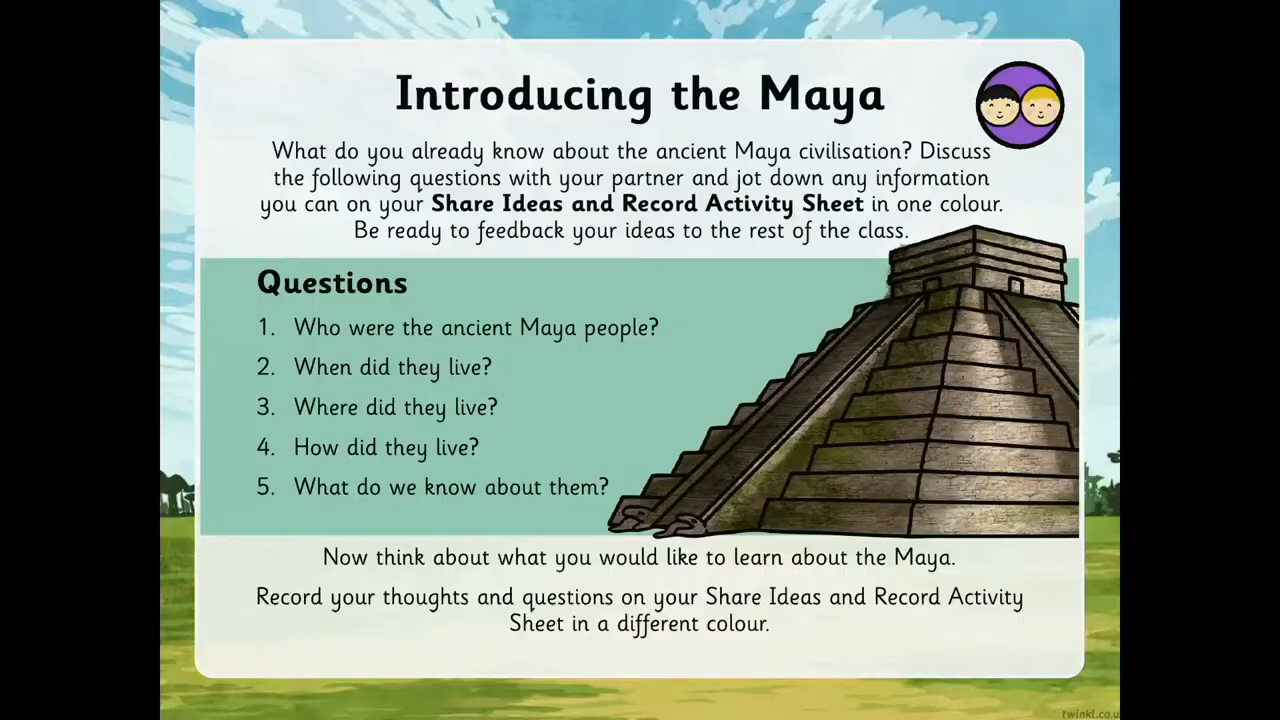 Introducing the Maya
What do you already know about the ancient Maya civilisation? Discuss
the following questions with your partner and jot down any information
you can on your Share Ideas and Record Activity Sheet in one colour.
Be ready to feedback your ideas to the rest of the class.
Questions
1. Who were the ancient Maya people?
2. When did they live?
3. Where did they live?
4. How did they live?
5. What do we know about them?
Now think about what you would like to learn about the Maya.
Record your thoughts and questions on your Share Ideas and Record Activity
Sheet in a different colour.
twinkl.co.u